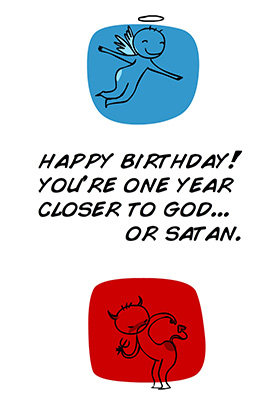 HAPPY BIRTHDAY!
YOU'RE ONE YEAR
CLOSER TO GOD...
OR SATAN.